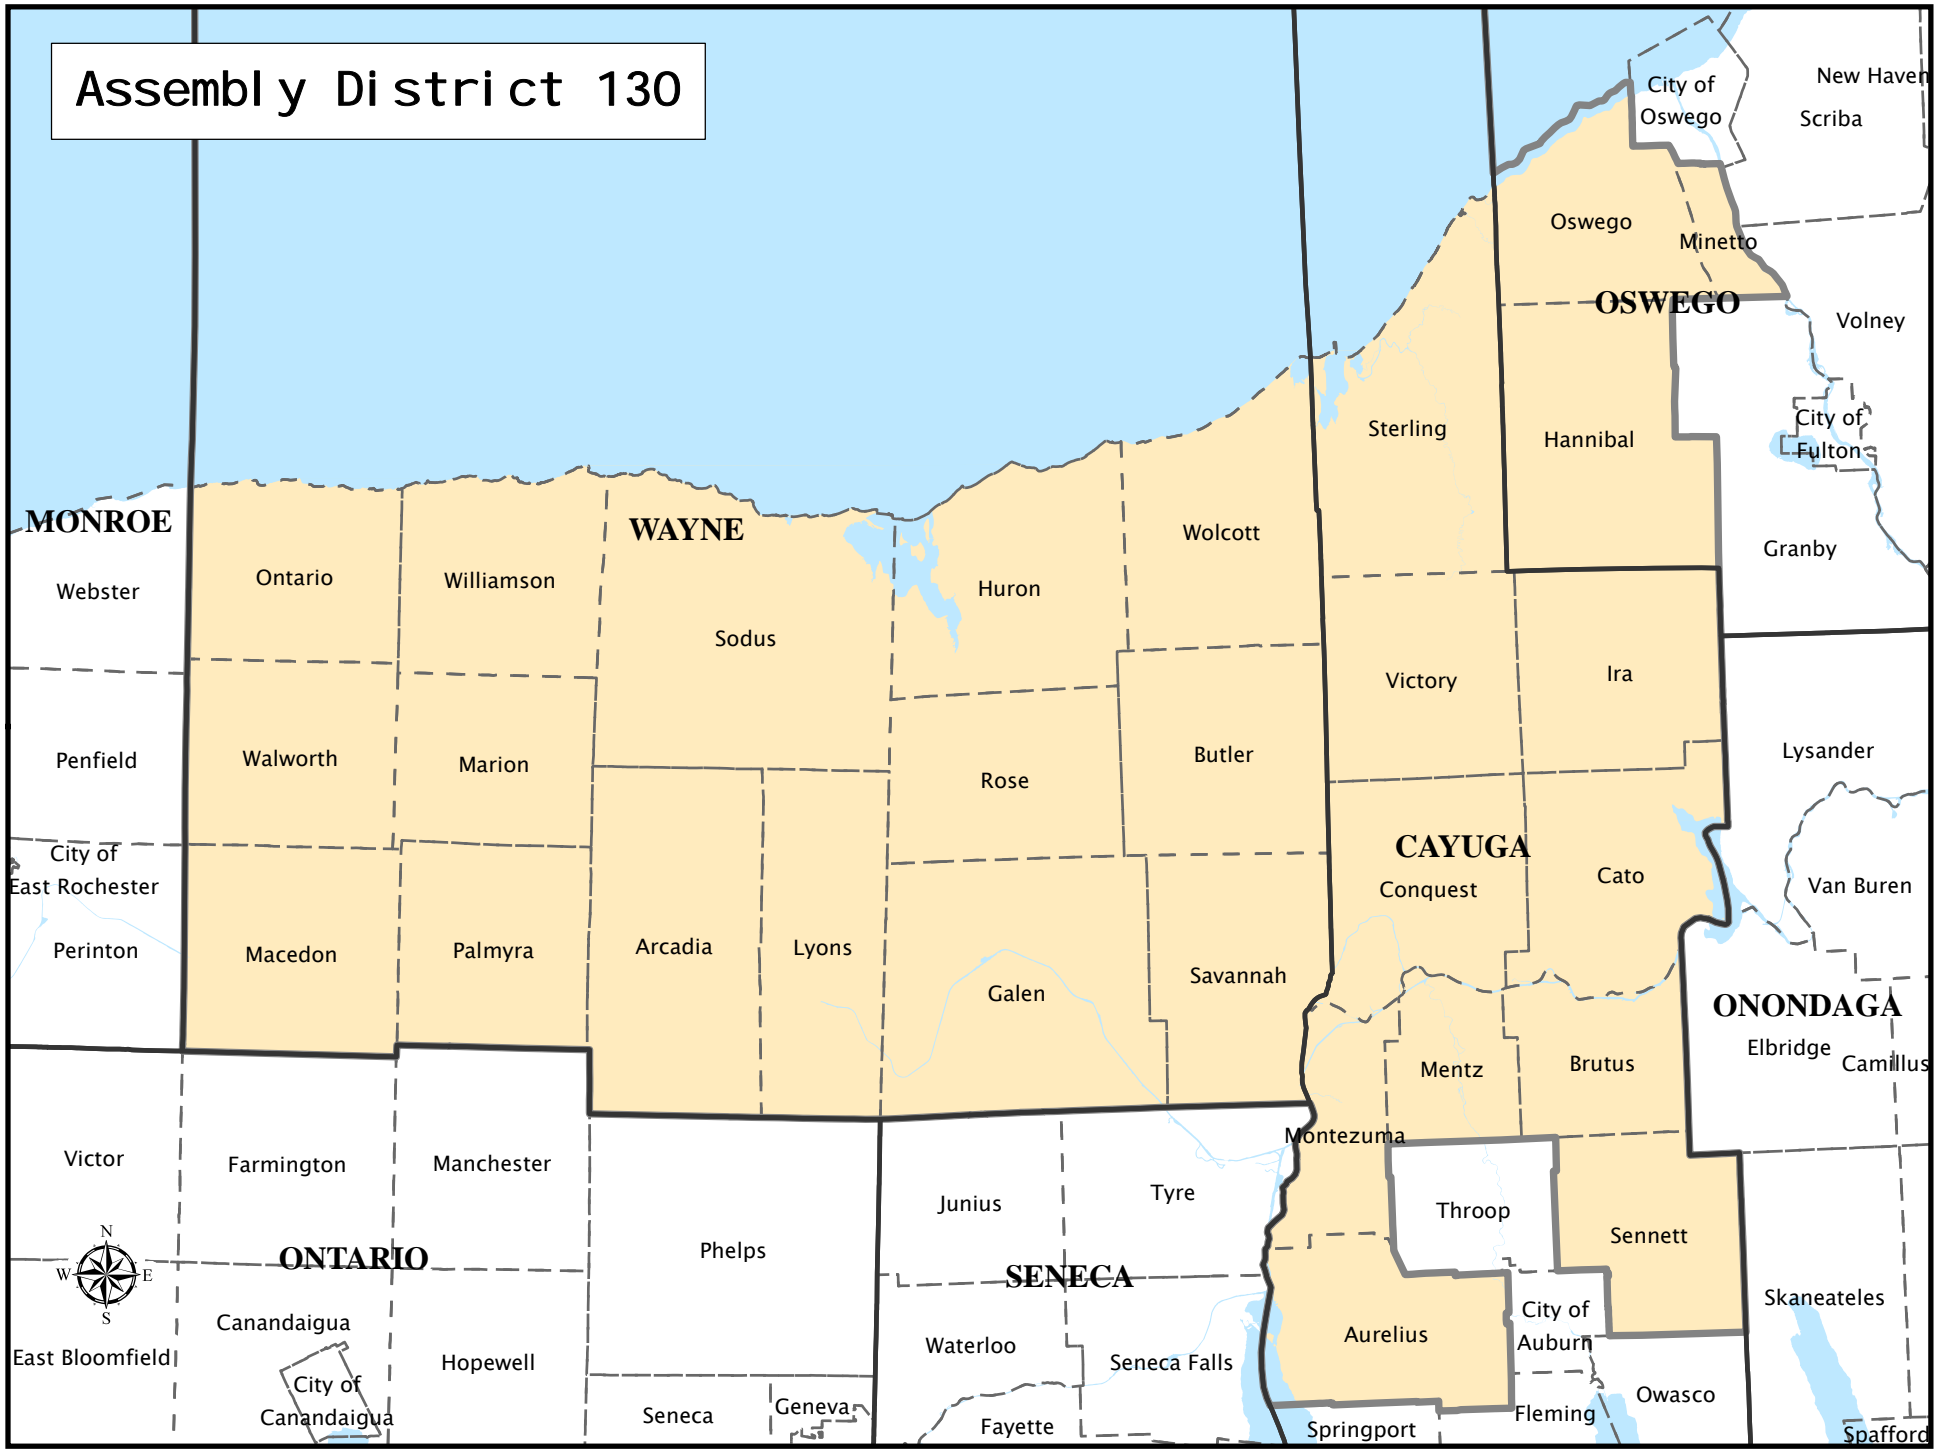 Assembly District 130
New Haven
City of
Oswego
Scriba
Oswego
Minetto
OSWEGO
Volney
City of
Fulton
Sterling
Hannibal
Granby
MONROE
WAYNE
Wolcott
Webster
Ontario
Williamson
Huron
Sodus
Victory
Ira
Penfield
Walworth
Marion
Rose
Butler
Lysander
CAYUGA
Conquest
Cato
Van Buren
City of
East Rochester
Perinton
Macedon
Palmyra
Arcadia
Lyons
Galen
Savannah
ONONDAGA
Elbridge
Camillus
Mentz
Brutus
Montezuma
Victor
Farmington
Manchester
Junius
Tyre
Throop
Sennett
Phelps
N
W
E
S
ONTARIO
SENECA
Skaneateles
Canandaigua
City of
Auburn
Aurelius
East Bloomfield
Hopewell
Waterloo
Seneca Falls
City of
Canandaigua
Owasco
Seneca
Geneva
Fayette
Springport
Fleming
Spafford